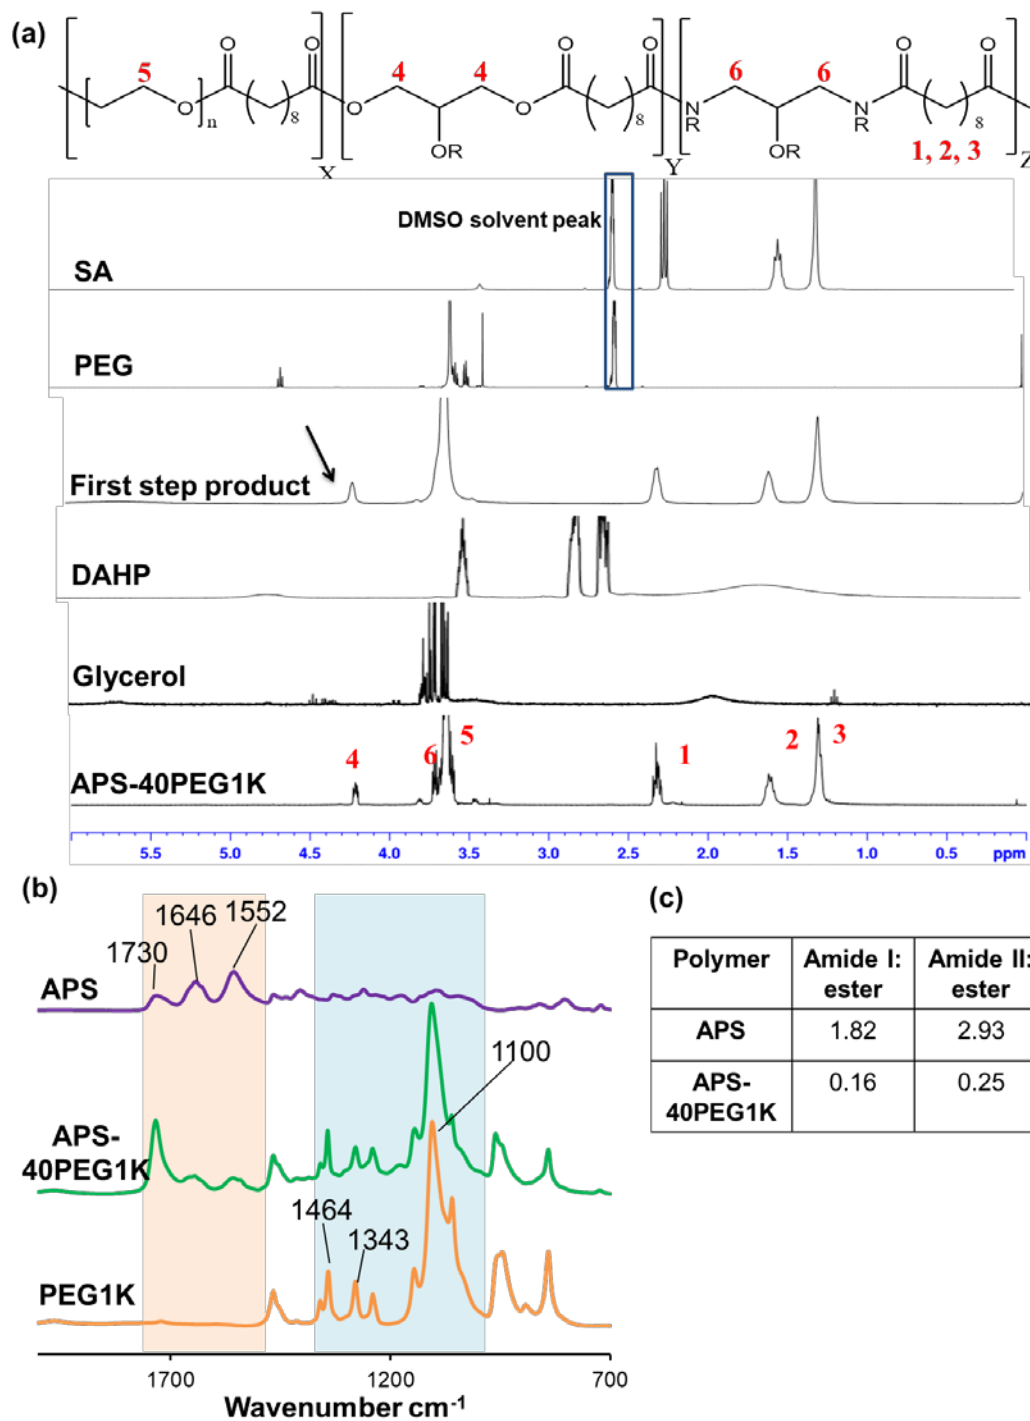 (a)
O O O O O O
5 4 4 6 6
O n 8 O O 8 N N 8
OR R OR R
1, 2, 3
X Y Z
DMSO solvent peak
SA
PEG
First step product
DAHP
Glycerol
4 6 5 1 2 3
APS-40PEG1K
5.5 5.0 4.5 4.0 3.5 3.0 2.5 2.0 1.5 1.0 0.5 ppm
(b)
1730 1646 1552
APS
1100
APS-
40PEG1K
1464
1343
PEG1K
1700 1200 700
Wavenumber cm-1
(c)
Polymer Amide I: ester Amide II: ester
APS 1.82 2.93
APS-40PEG1K 0.16 0.25